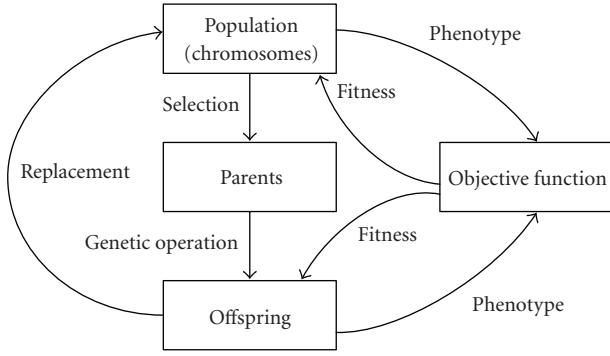 Population
(chromosomes)
Phenotype
Selection
Fitness
Replacement
Parents
Objective function
Genetic operation
Fitness
Offspring
Phenotype